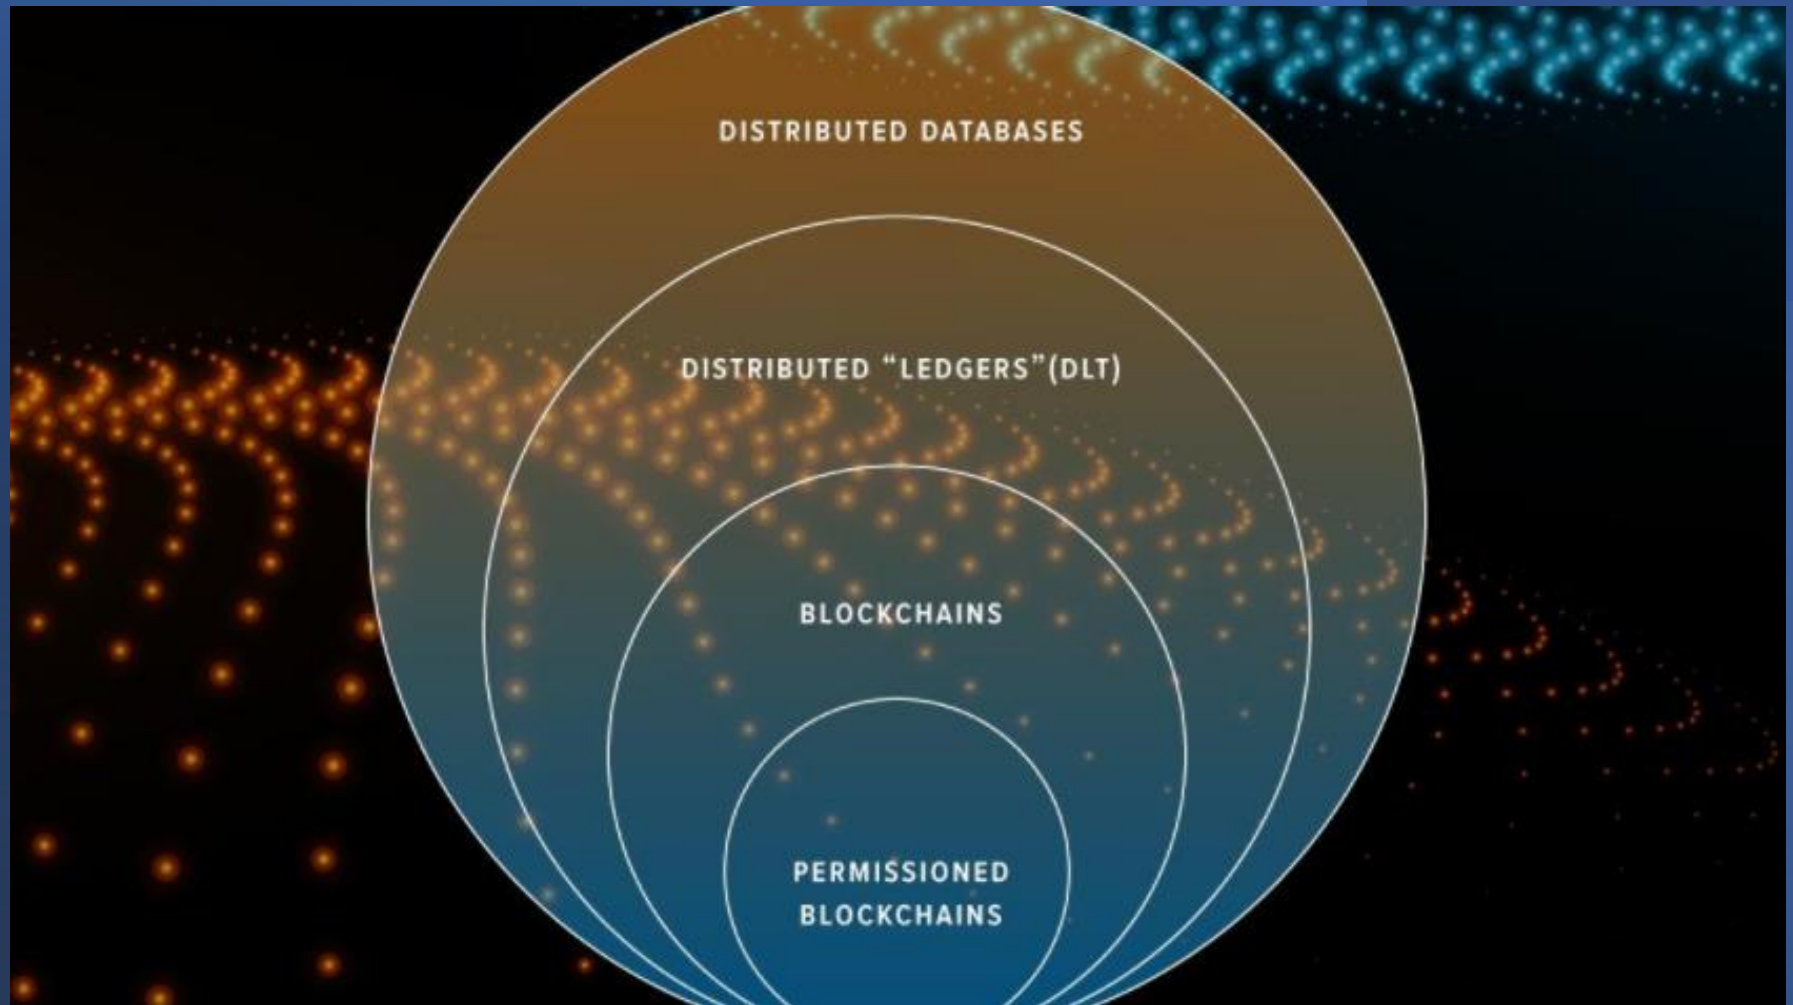 DISTRIBUTED DATABASES
DISTRIBUTED “LEDGERS”(DLT)
BLOCKCHAINS
PERMISSIONED
BLOCKCHAINS